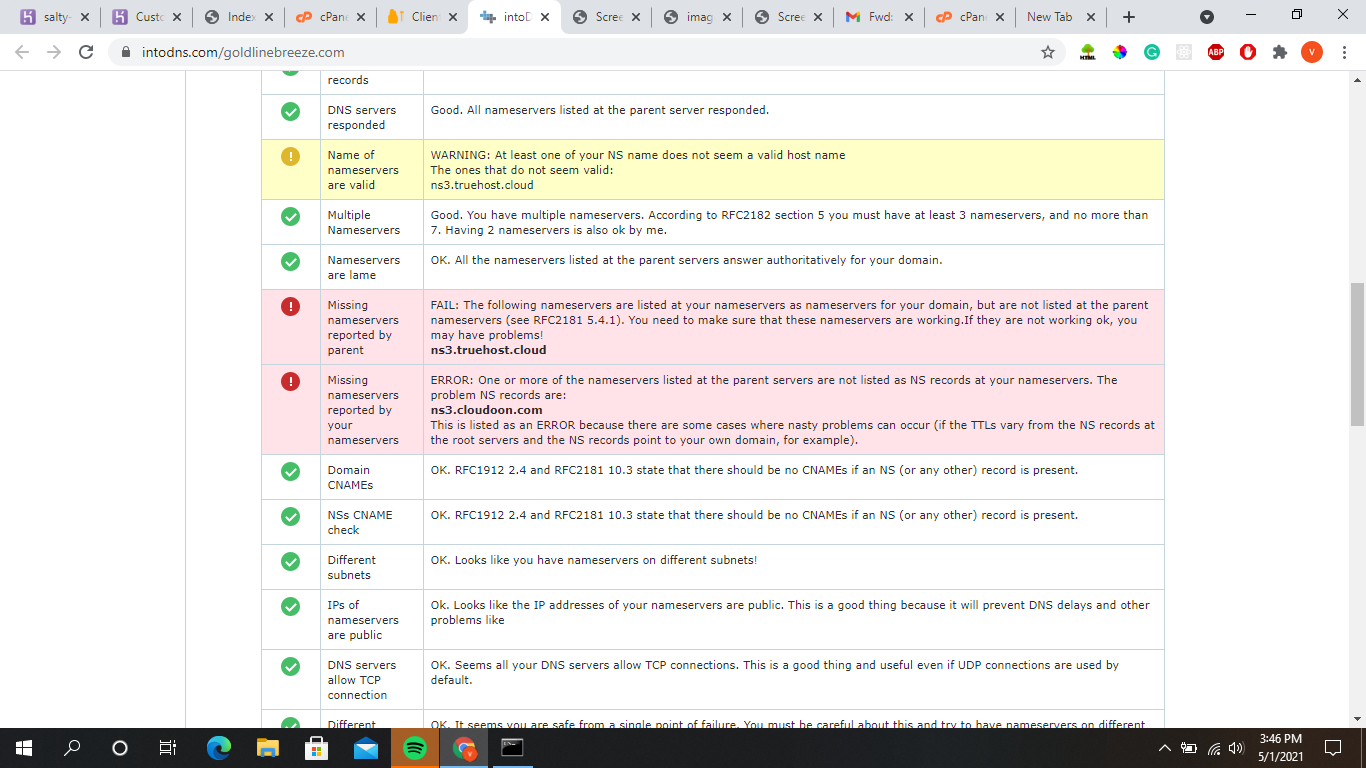 salty-
Custo
Index
cPane
Client
intoD
Scree
imag
Scree
Fwd:
cPane
New Tab
intodns.com/goldlinebreeze.com
ABP
V
records
DNS servers
responded
Good. All nameservers listed at the parent server responded.
Name of
nameservers
are valid
WARNING: At least one of your NS name does not seem a valid host name
The ones that do not seem valid:
ns3.truehost.cloud
Multiple
Nameservers
Good. You have multiple nameservers. According to RFC2182 section 5 you must have at least 3 nameservers, and no more than
7. Having 2 nameservers is also ok by me.
Nameservers
are lame
OK. All the nameservers listed at the parent servers answer authoritatively for your domain.
Missing
nameservers
reported by
parent
FAIL: The following nameservers are listed at your nameservers as nameservers for your domain, but are not listed at the parent
nameservers (see RFC2181 5.4.1). You need to make sure that these nameservers are working.If they are not working ok, you
may have problems!
ns3.truehost.cloud
Missing
nameservers
reported by
your
nameservers
ERROR: One or more of the nameservers listed at the parent servers are not listed as NS records at your nameservers. The
problem NS records are:
ns3.cloudoon.com
This is listed as an ERROR because there are some cases where nasty problems can occur (if the TTLs vary from the NS records at
the root servers and the NS records point to your own domain, for example).
Domain
CNAMEs
OK. RFC1912 2.4 and RFC2181 10.3 state that there should be no CNAMEs if an NS (or any other) record is present.
NSs CNAME
check
OK. RFC1912 2.4 and RFC2181 10.3 state that there should be no CNAMEs if an NS (or any other) record is present.
Different
subnets
OK. Looks like you have nameservers on different subnets!
IPs of
nameservers
are public
Ok. Looks like the IP addresses of your nameservers are public. This is a good thing because it will prevent DNS delays and other
problems like
DNS servers
allow TCP
connection
OK. Seems all your DNS servers allow TCP connections. This is a good thing and useful even if UDP connections are used by
default.
Different
OK. It seems you are safe from a single point of failure. You must be careful about this and try to have nameservers on different
3:46 PM
5/1/2021